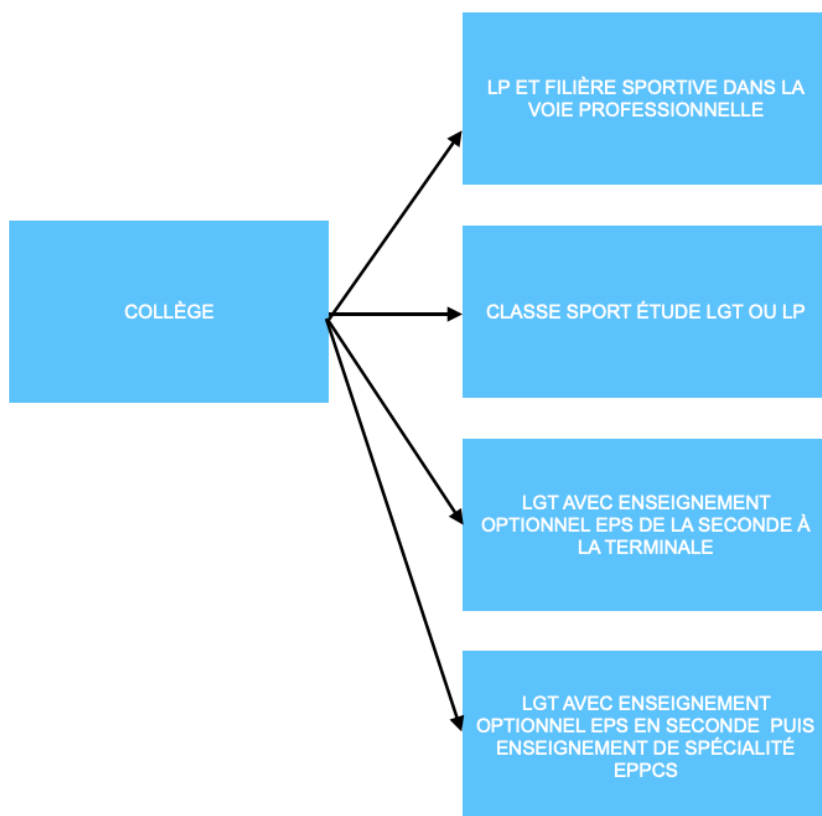 LP ET FILIÈRE SPORTIVE DANS LA
VOIE PROFESSIONNELLE
COLLÈGE
CLASSE SPORT ÉTUDE LGT OU LP
LGT AVEC ENSEIGNEMENT
OPTIONNEL EPS DE LA SECONDE À
LA TERMINALE
LGT AVEC ENSEIGNEMENT
OPTIONNEL EPS EN SECONDE PUIS
ENSEIGNEMENT DE SPÉCIALITÉ
EPPCS